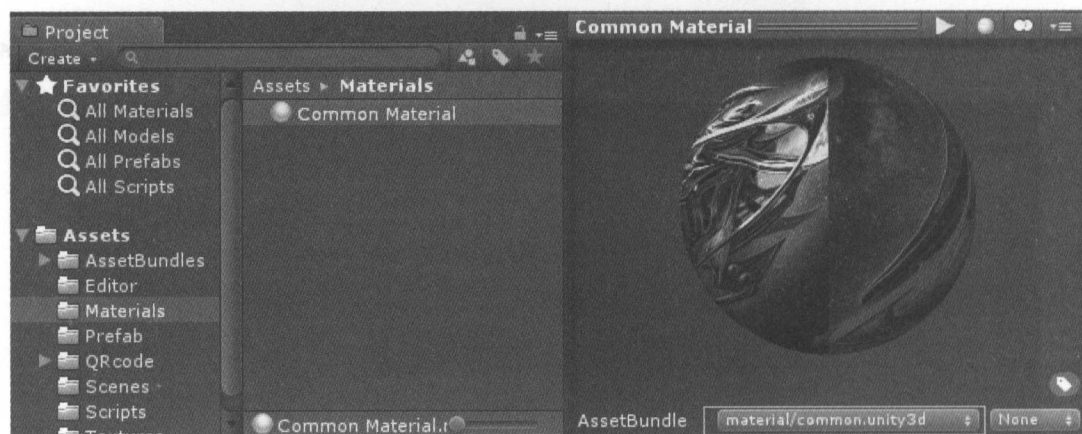 Project
Create
Favorites
All Materials
All Models
All Prefabs
All Scripts
Assets
AssetBundles
Editor
Materials
Prefab
QRcode
Scenes
Scripts
Assets ▸ Materials
Common Material
Common Material
AssetBundle
material/common.unity3d
None